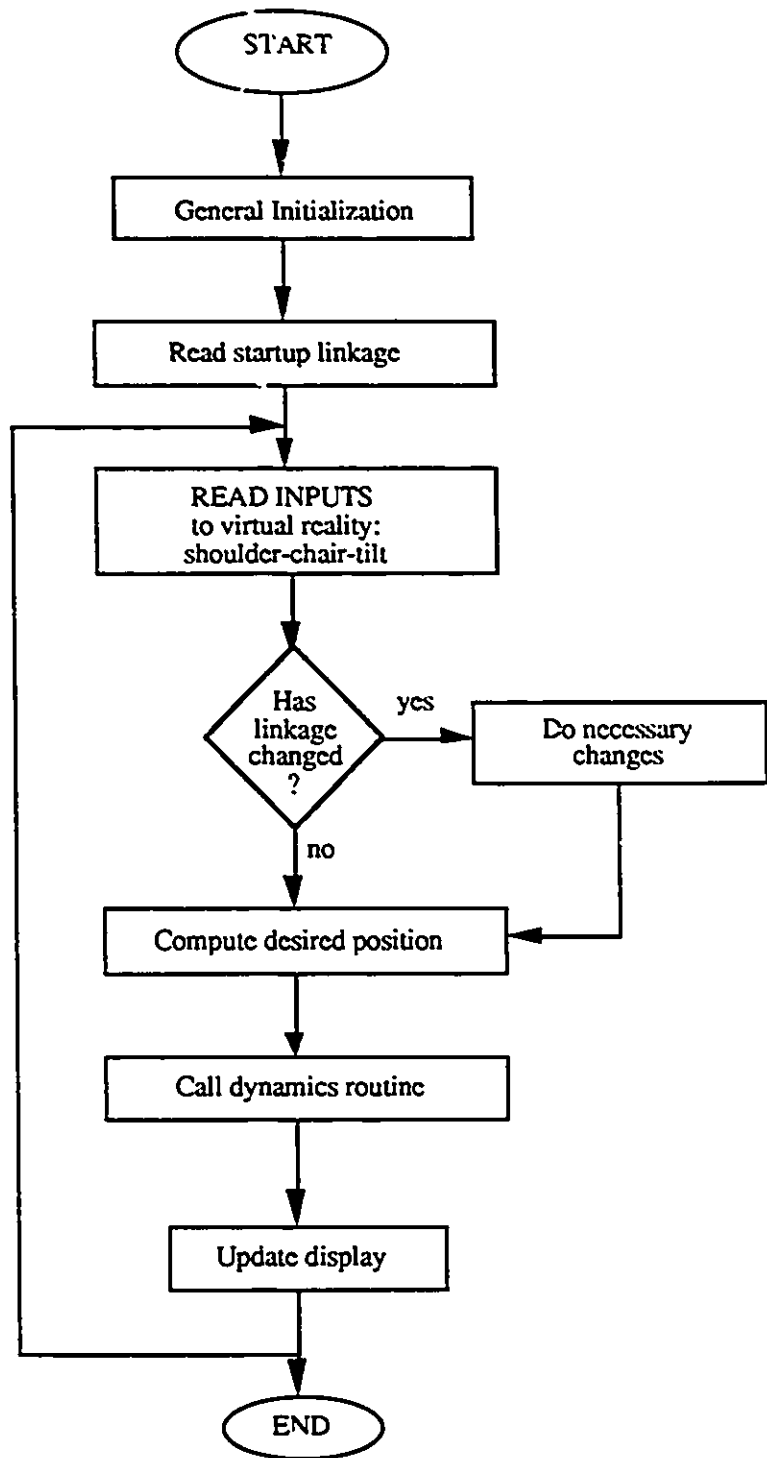 START
General Initialization
Read startup linkage
READ INPUTS
to virtual reality:
shoulder-chair-tilt
Has
linkage
changed
?
yes
Do necessary
changes
no
Compute desired position
Call dynamics routine
Update display
END